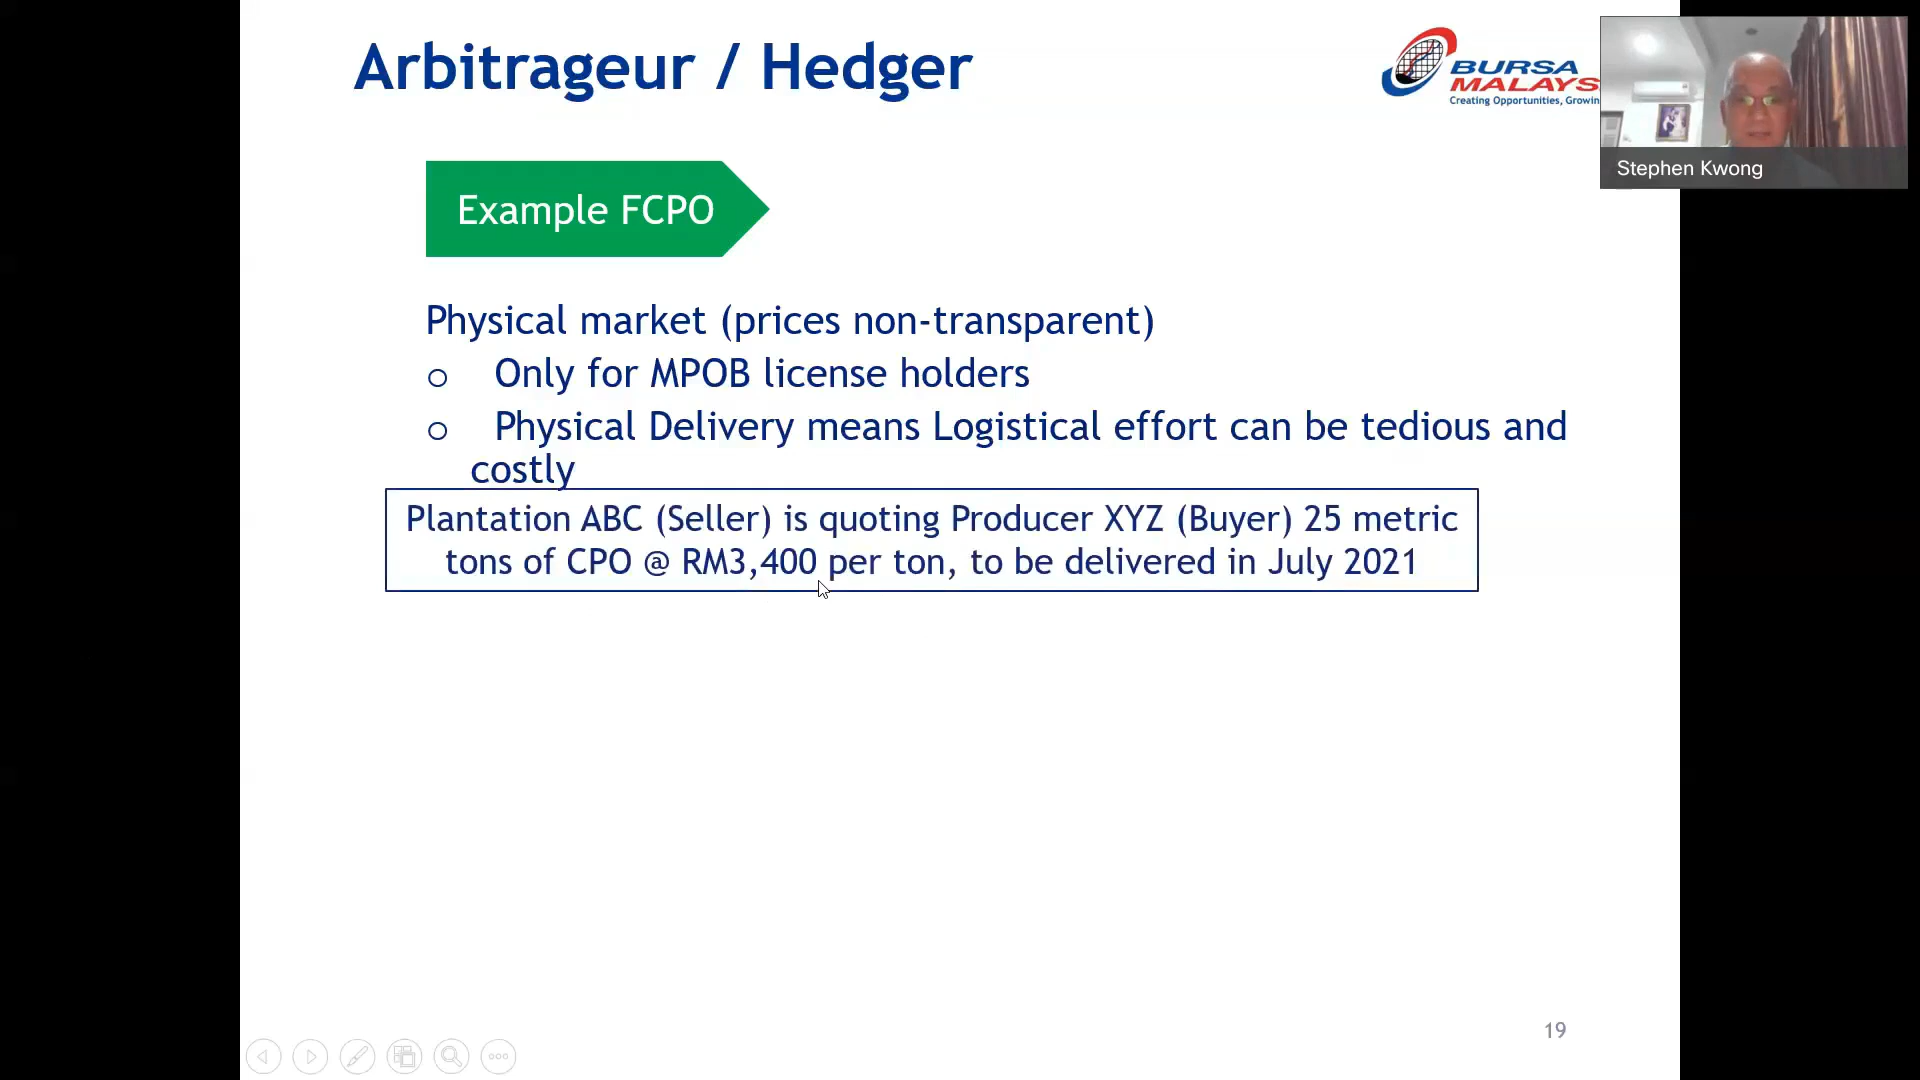 Arbitrageur / Hedger
BURSA
MALAYS
Creating Opportunities, Growin
Stephen Kwong
Example FCPO
Physical market (prices non-transparent)
o Only for MPOB license holders
o Physical Delivery means Logistical effort can be tedious and
costly
Plantation ABC (Seller) is quoting Producer XYZ (Buyer) 25 metric
tons of CPO @ RM3,400 per ton, to be delivered in July 2021
19